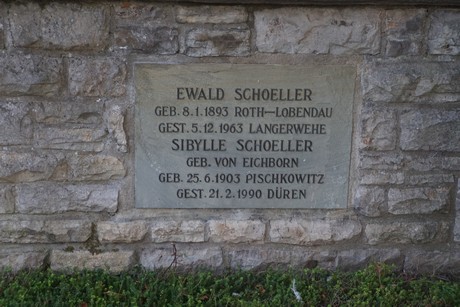 EWALD SCHOELLER
GEB. 8.1.1893 ROTH-LOBENDAU
GEST. 5.12.1963 LANGERWEHE
SIBYLLE SCHOELLER
GEB. VON EICHBORN
GEB. 25.6.1903 PISCHKOWITZ
GEST. 21.2.1990 DÜREN